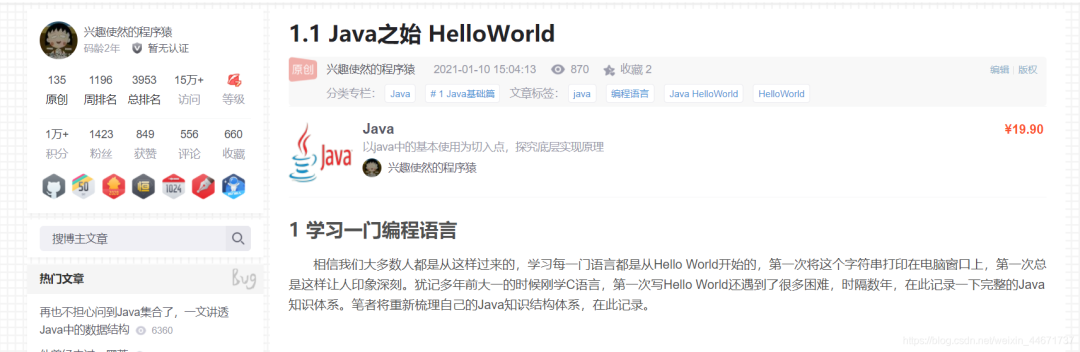 兴趣使然的程序猿
码龄2年 暂无认证
135 1196 3953 15万+
原创 周排名 总排名 访问 等级
1万+ 1423 849 556 660
积分 粉丝 获赞 评论 收藏
50 1024
搜博主文章
热门文章
Bug
再也不担心问到Java集合了，一文讲透
Java中的数据结构 6360
1.1 Java之始 HelloWorld
原创 兴趣使然的程序猿 2021-01-10 15:04:13 870 收藏 2 编辑 版权
分类专栏： Java # 1 Java基础篇 文章标签： java 编程语言 Java HelloWorld HelloWorld
Java ¥19.90
以java中的基本使用为切入点，探究底层实现原理
Java 兴趣使然的程序猿
1 学习一门编程语言
相信我们大多数人都是从这样过来的，学习每一门语言都是从Hello World开始的，第一次将这个字符串打印在电脑窗口上，第一次总
是这样让人印象深刻。犹记多年前大一的时候刚学C语言，第一次写Hello World还遇到了很多困难，时隔数年，在此记录一下完整的Java
知识体系。笔者将重新梳理自己的Java知识结构体系，在此记录。